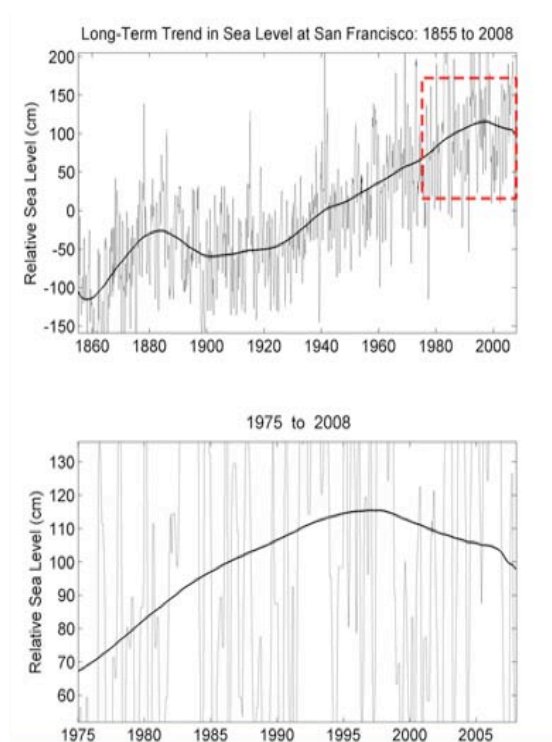 Long-Term Trend in Sea Level at San Francisco: 1855 to 2008
Relative Sea Level (cm)
200
150
100
50
0
-50
-100
-150
1860 1880 1900 1920 1940 1960 1980 2000
1975 to 2008
Relative Sea Level (cm)
130
120
110
100
90
80
70
60
1975 1980 1985 1990 1995 2000 2005